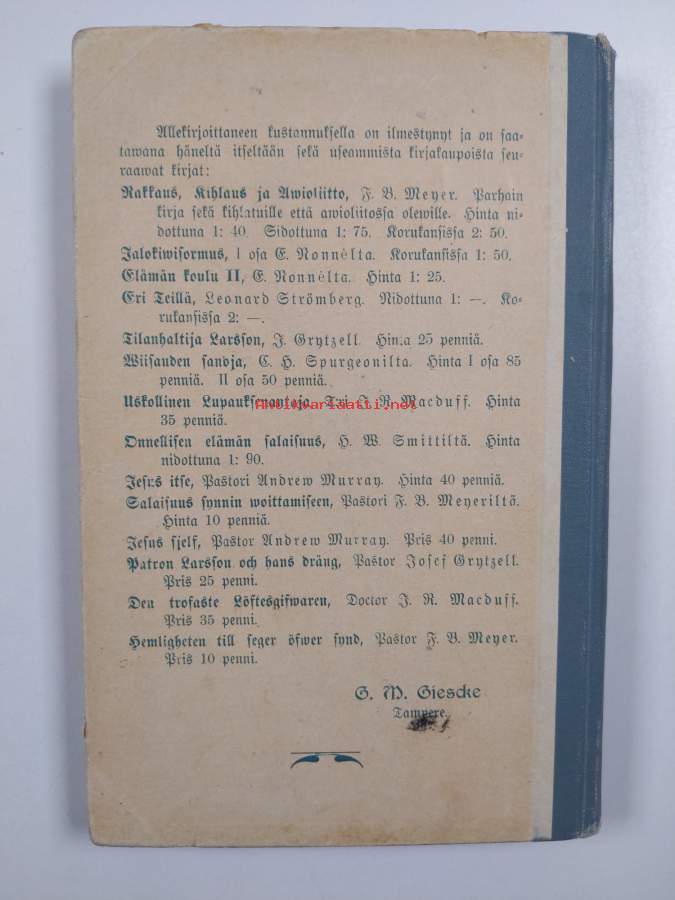 Allekirjoittaneen kustannuksella on ilmestynyt ja on saa-
tawana häneltä itseltään sekä useammista kirjakaupoista seu-
raawat kirjat:
Rakkaus, Kihlaus ja Awioliitto, F. B. Meyer. Parhain
kirja sekä kihlatuille että awioliitossa olewille. Hinta ni-
dottuna 1: 40. Sidottuna 1: 75. Korukansissa 2: 50.
Jalokiwisormus, I osa E. Nonnélta. Korukansissa 1: 50.
Elämän koulu II, E. Nonnélta. Hinta 1: 25.
Eri Teillä, Leonard Strömberg. Nidottuna 1: —. Ko-
rukansissa 2: —.
Tilanhaltija Larsson, J. Grytzell. Hinta 25 penniä.
Wiisauden sanoja, C. H. Spurgeonilta. Hinta I osa 85
penniä. II osa 50 penniä.
Uskollinen Lupauksenantaja, Tri J. R. Macduff. Hinta
Antikvariaatti.net
35 penniä.
Onnellisen elämän salaisuus, H. W. Smittiltä. Hinta
nidottuna 1: 90.
Jesus itse, Pastori Andrew Murray. Hinta 40 penniä.
Salaisuus synnin woittamiseen, Pastori F. B. Meyeriltä.
Hinta 10 penniä.
Jesus sjelf, Pastor Andrew Murray. Pris 40 penni.
Patron Larsson och hans dräng, Pastor Josef Grytzell.
Pris 25 penni.
Den trofaste Löftesgifwaren, Doctor J. R. Macduff.
Pris 35 penni.
Hemligheten till seger öfwer synd, Pastor F. B. Meyer.
Pris 10 penni.
G. M. Giescke
Tampere.